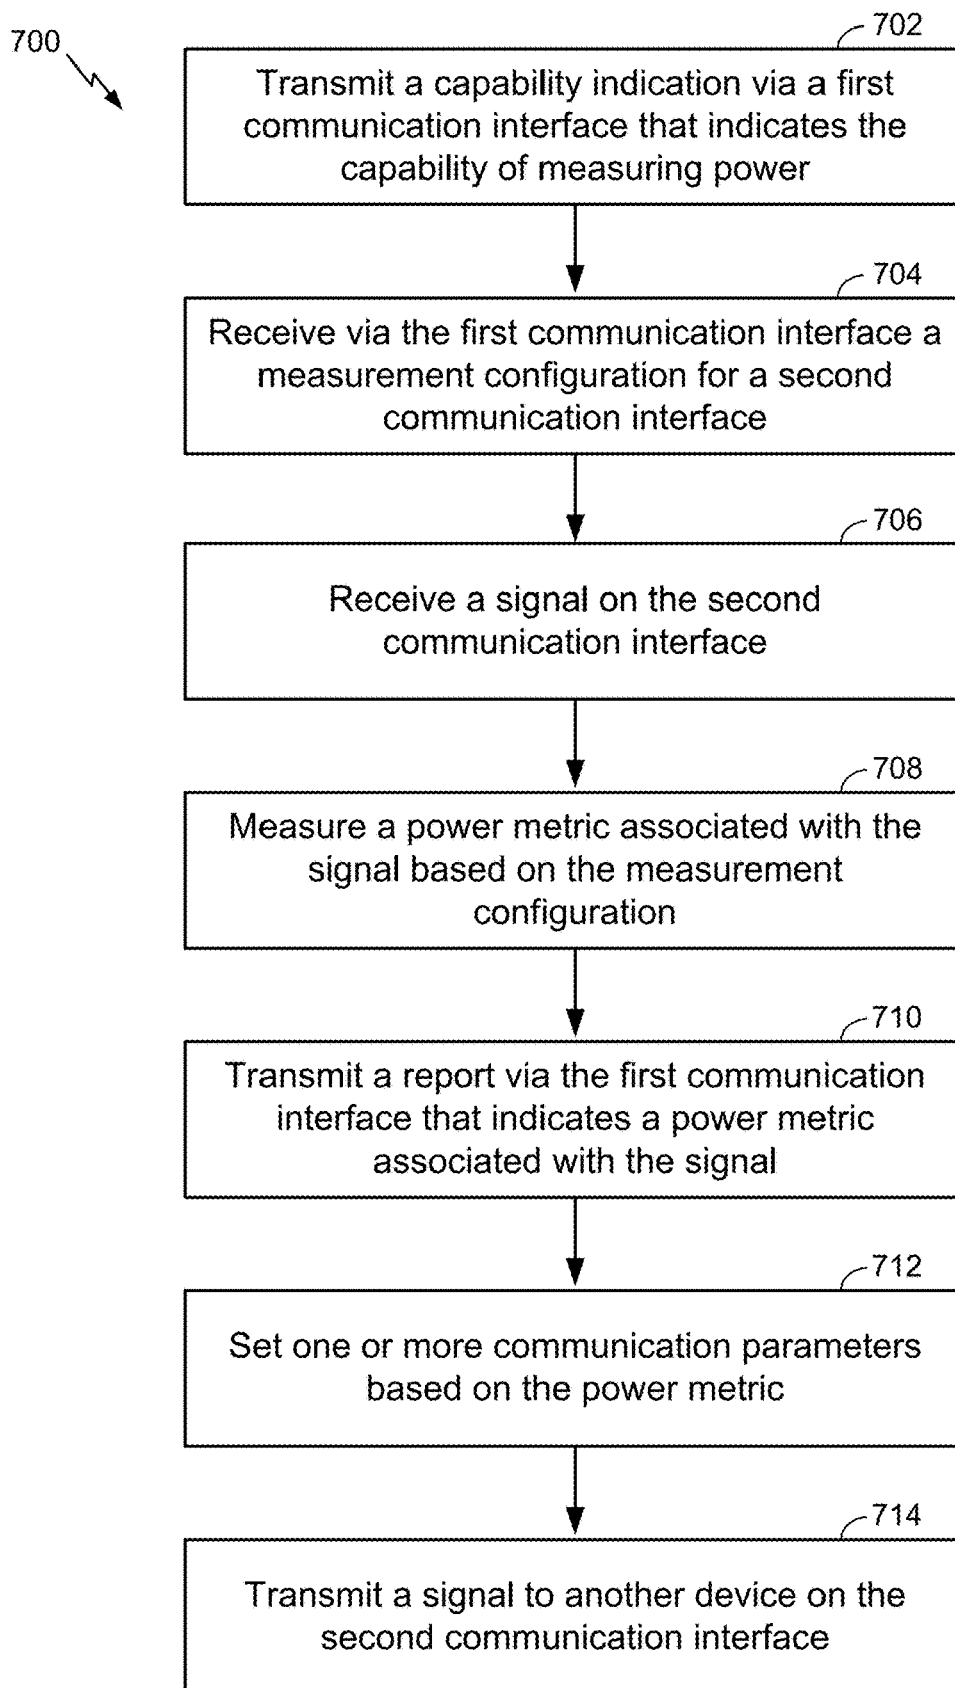 700
702
Transmit a capability indication via a first
communication interface that indicates the
capability of measuring power
704
Receive via the first communication interface a
measurement configuration for a second
communication interface
706
Receive a signal on the second
communication interface
708
Measure a power metric associated with the
signal based on the measurement
configuration
710
Transmit a report via the first communication
interface that indicates a power metric
associated with the signal
712
Set one or more communication parameters
based on the power metric
714
Transmit a signal to another device on the
second communication interface